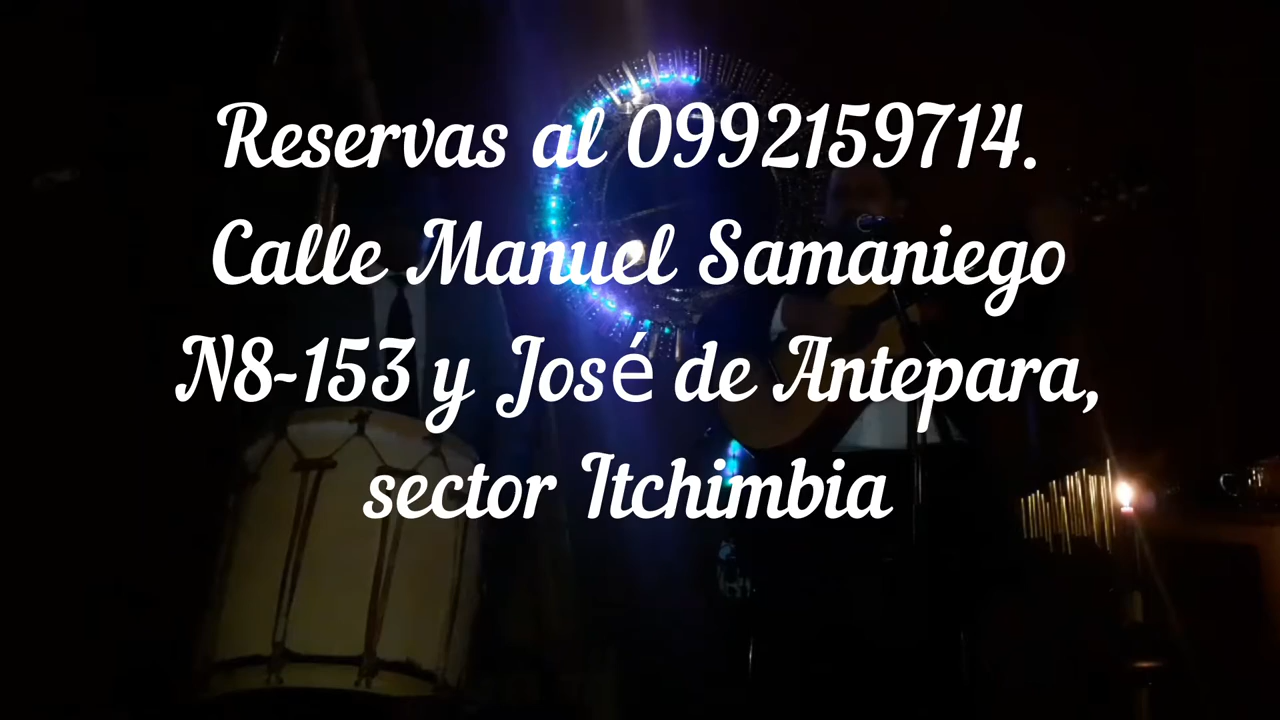 Reservas al 0992159714.
Calle Manuel Samaniego
N8-153 y José de Antepara,
sector Itchimbia